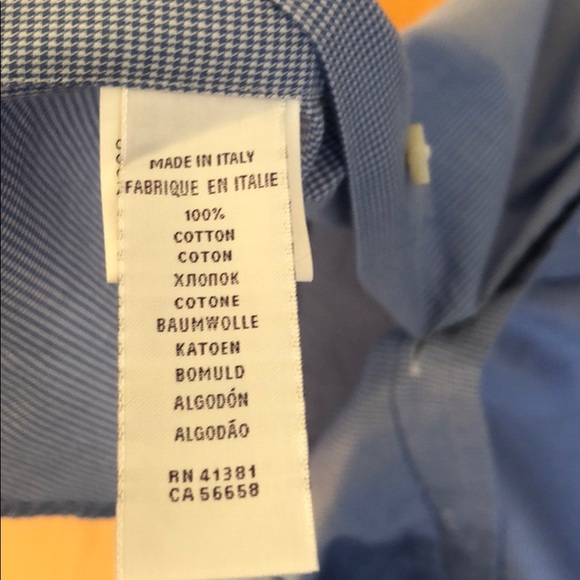 MADE IN ITALY
FABRIQUE EN ITALIE
100%
COTTON
COTON
ХЛОПОК
COTONE
BAUMWOLLE
KATOEN
BOMULD
ALGODÓN
ALGODÃO
RN 41381
CA 56658